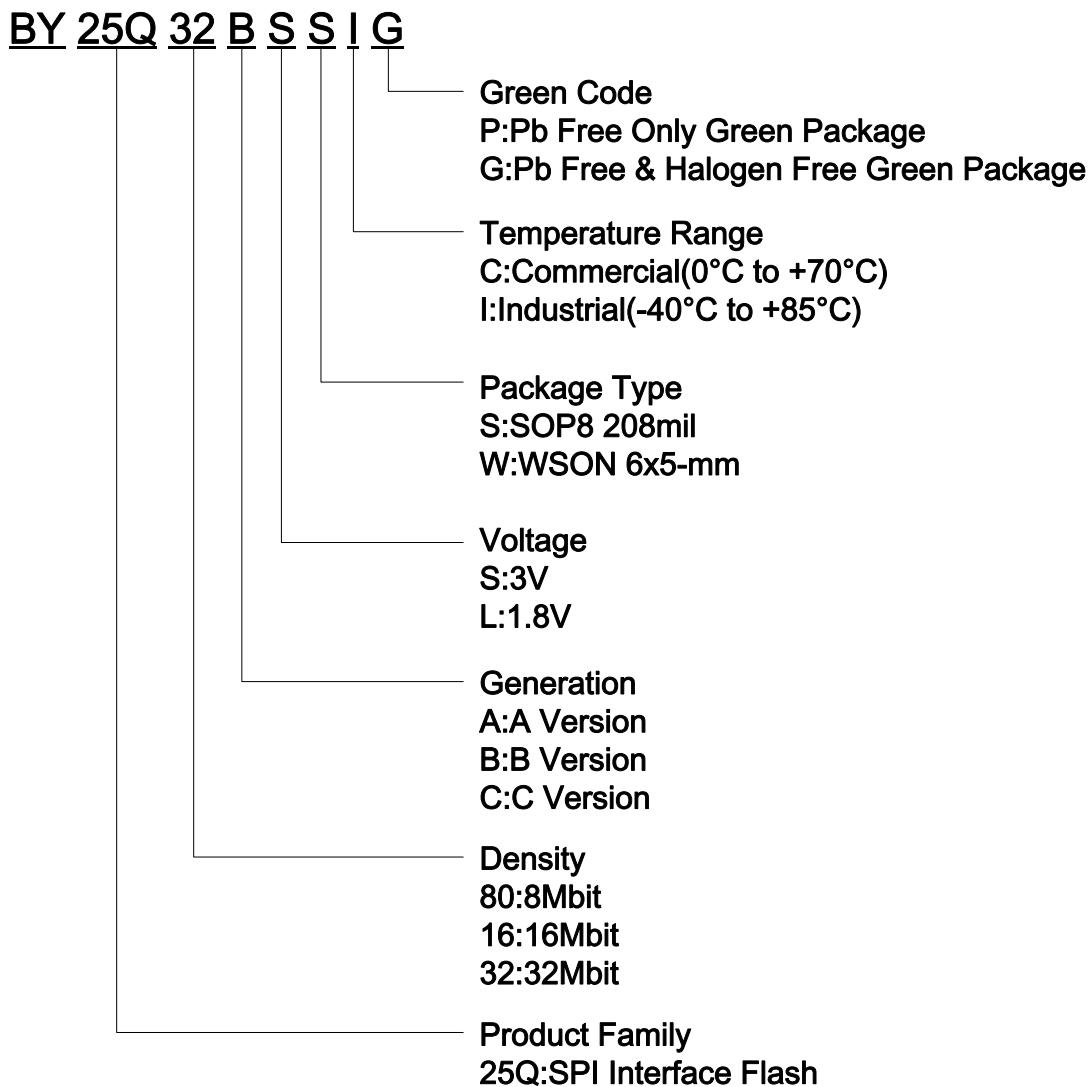 BY 25Q 32 B S S I G
Green Code
P:Pb Free Only Green Package
G:Pb Free & Halogen Free Green Package
Temperature Range
C:Commercial(0°C to +70°C)
I:Industrial(-40°C to +85°C)
Package Type
S:SOP8 208mil
W:WSON 6x5-mm
Voltage
S:3V
L:1.8V
Generation
A:A Version
B:B Version
C:C Version
Density
80:8Mbit
16:16Mbit
32:32Mbit
Product Family
25Q:SPI Interface Flash